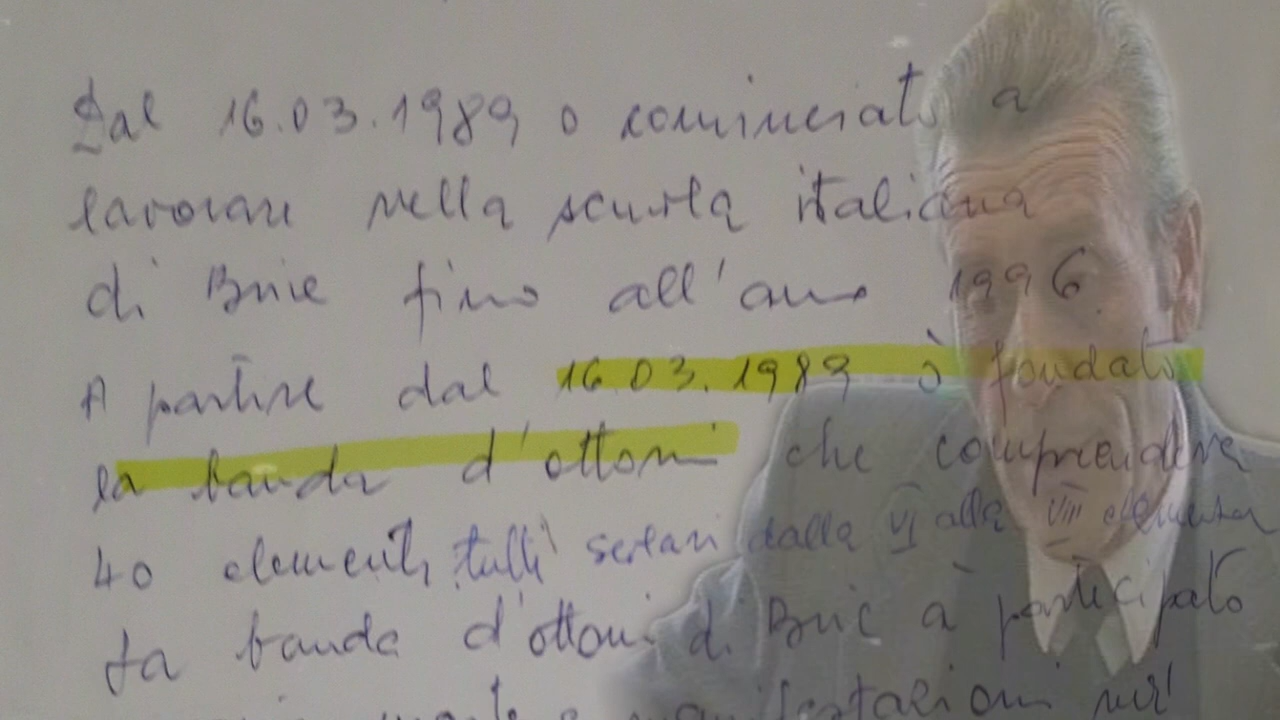 Dal 16.03.1989 o cominciato a
lavorare nella scuola italiana
di Buie fino all'anno 1996.
A partire dal 16.03.1989 ò fondato
la banda d'ottoni che comprendeva
40 elementi, tutti scolari dalla VI alla VIII elementar
La banda d'ottoni di Buie à participato
manifestazioni nel